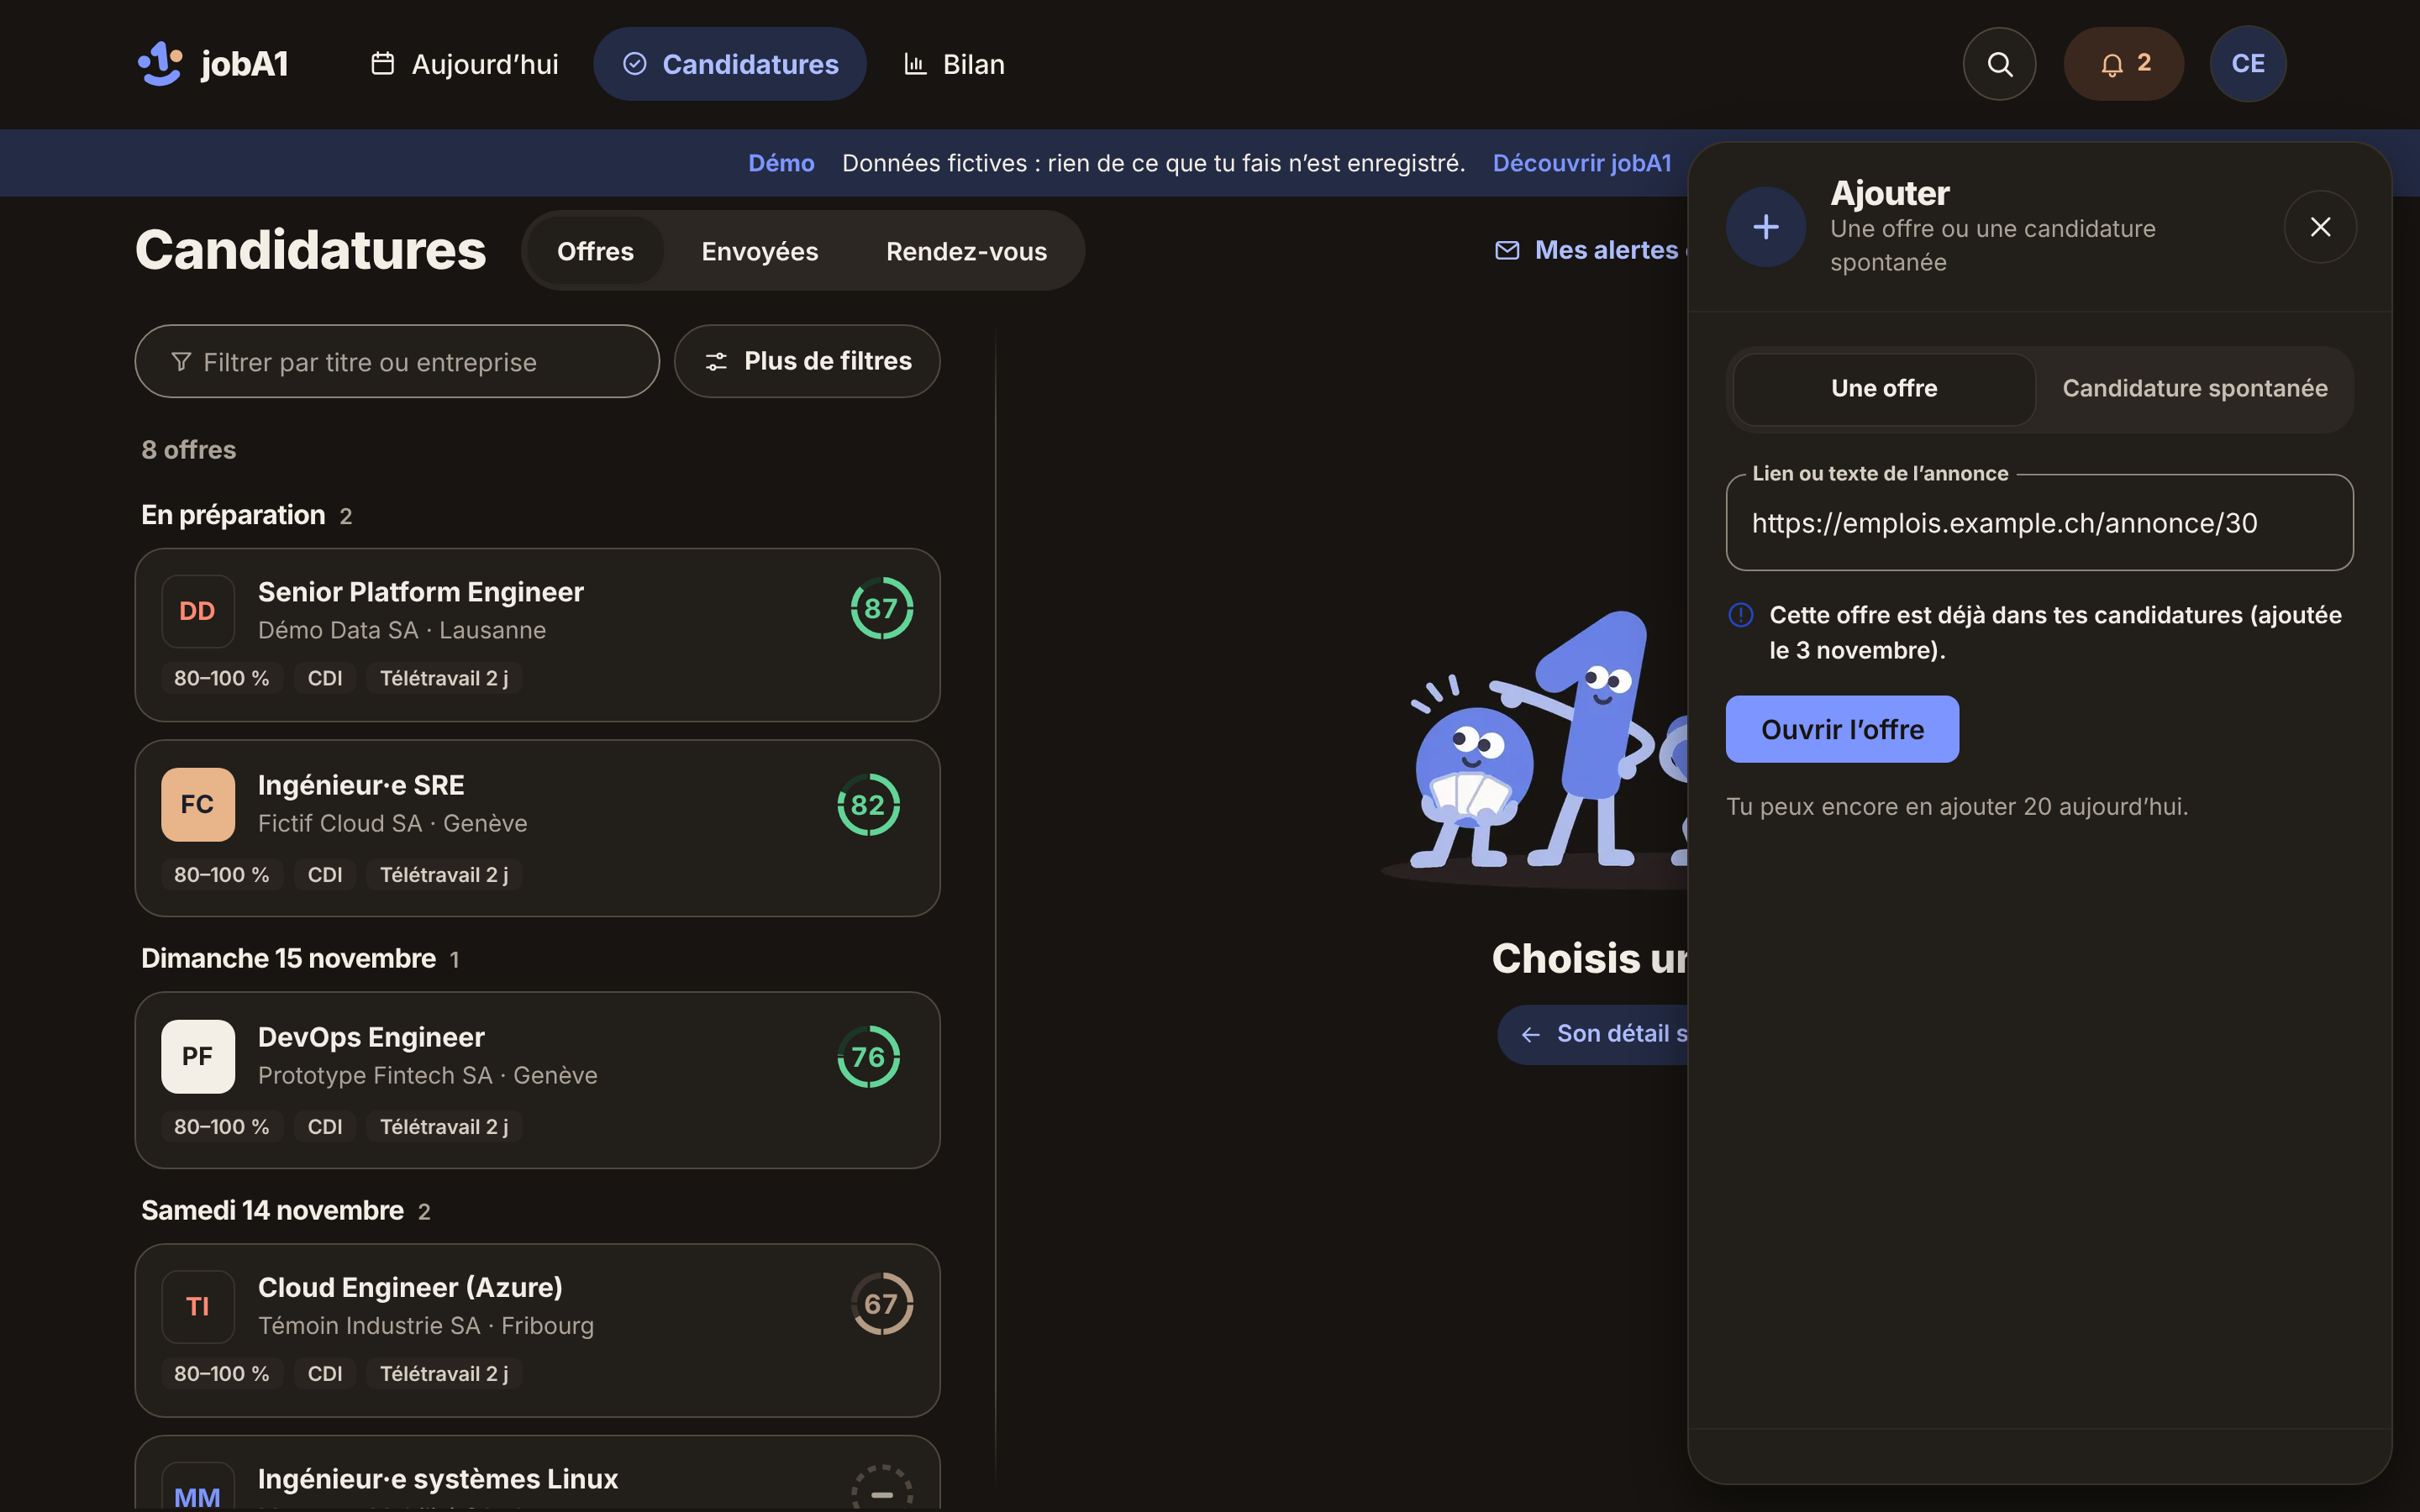 jobA1
Aujourd’hui
Candidatures
Bilan
2
CE
Démo Données fictives : rien de ce que tu fais n’est enregistré. Découvrir jobA1
Candidatures
Offres
Envoyées
Rendez-vous
Mes alertes
Filtrer par titre ou entreprise
Plus de filtres
8 offres
En préparation 2
DD
Senior Platform Engineer
Démo Data SA · Lausanne
87
80–100 % CDI Télétravail 2 j
FC
Ingénieur·e SRE
Fictif Cloud SA · Genève
82
80–100 % CDI Télétravail 2 j
Dimanche 15 novembre 1
PF
DevOps Engineer
Prototype Fintech SA · Genève
76
80–100 % CDI Télétravail 2 j
Samedi 14 novembre 2
TI
Cloud Engineer (Azure)
Témoin Industrie SA · Fribourg
67
80–100 % CDI Télétravail 2 j
MM
Ingénieur·e systèmes Linux
Choisis
Son détail
Ajouter
Une offre ou une candidature
spontanée
Une offre
Candidature spontanée
Lien ou texte de l’annonce
https://emplois.example.ch/annonce/30
Cette offre est déjà dans tes candidatures (ajoutée
le 3 novembre).
Ouvrir l’offre
Tu peux encore en ajouter 20 aujourd’hui.